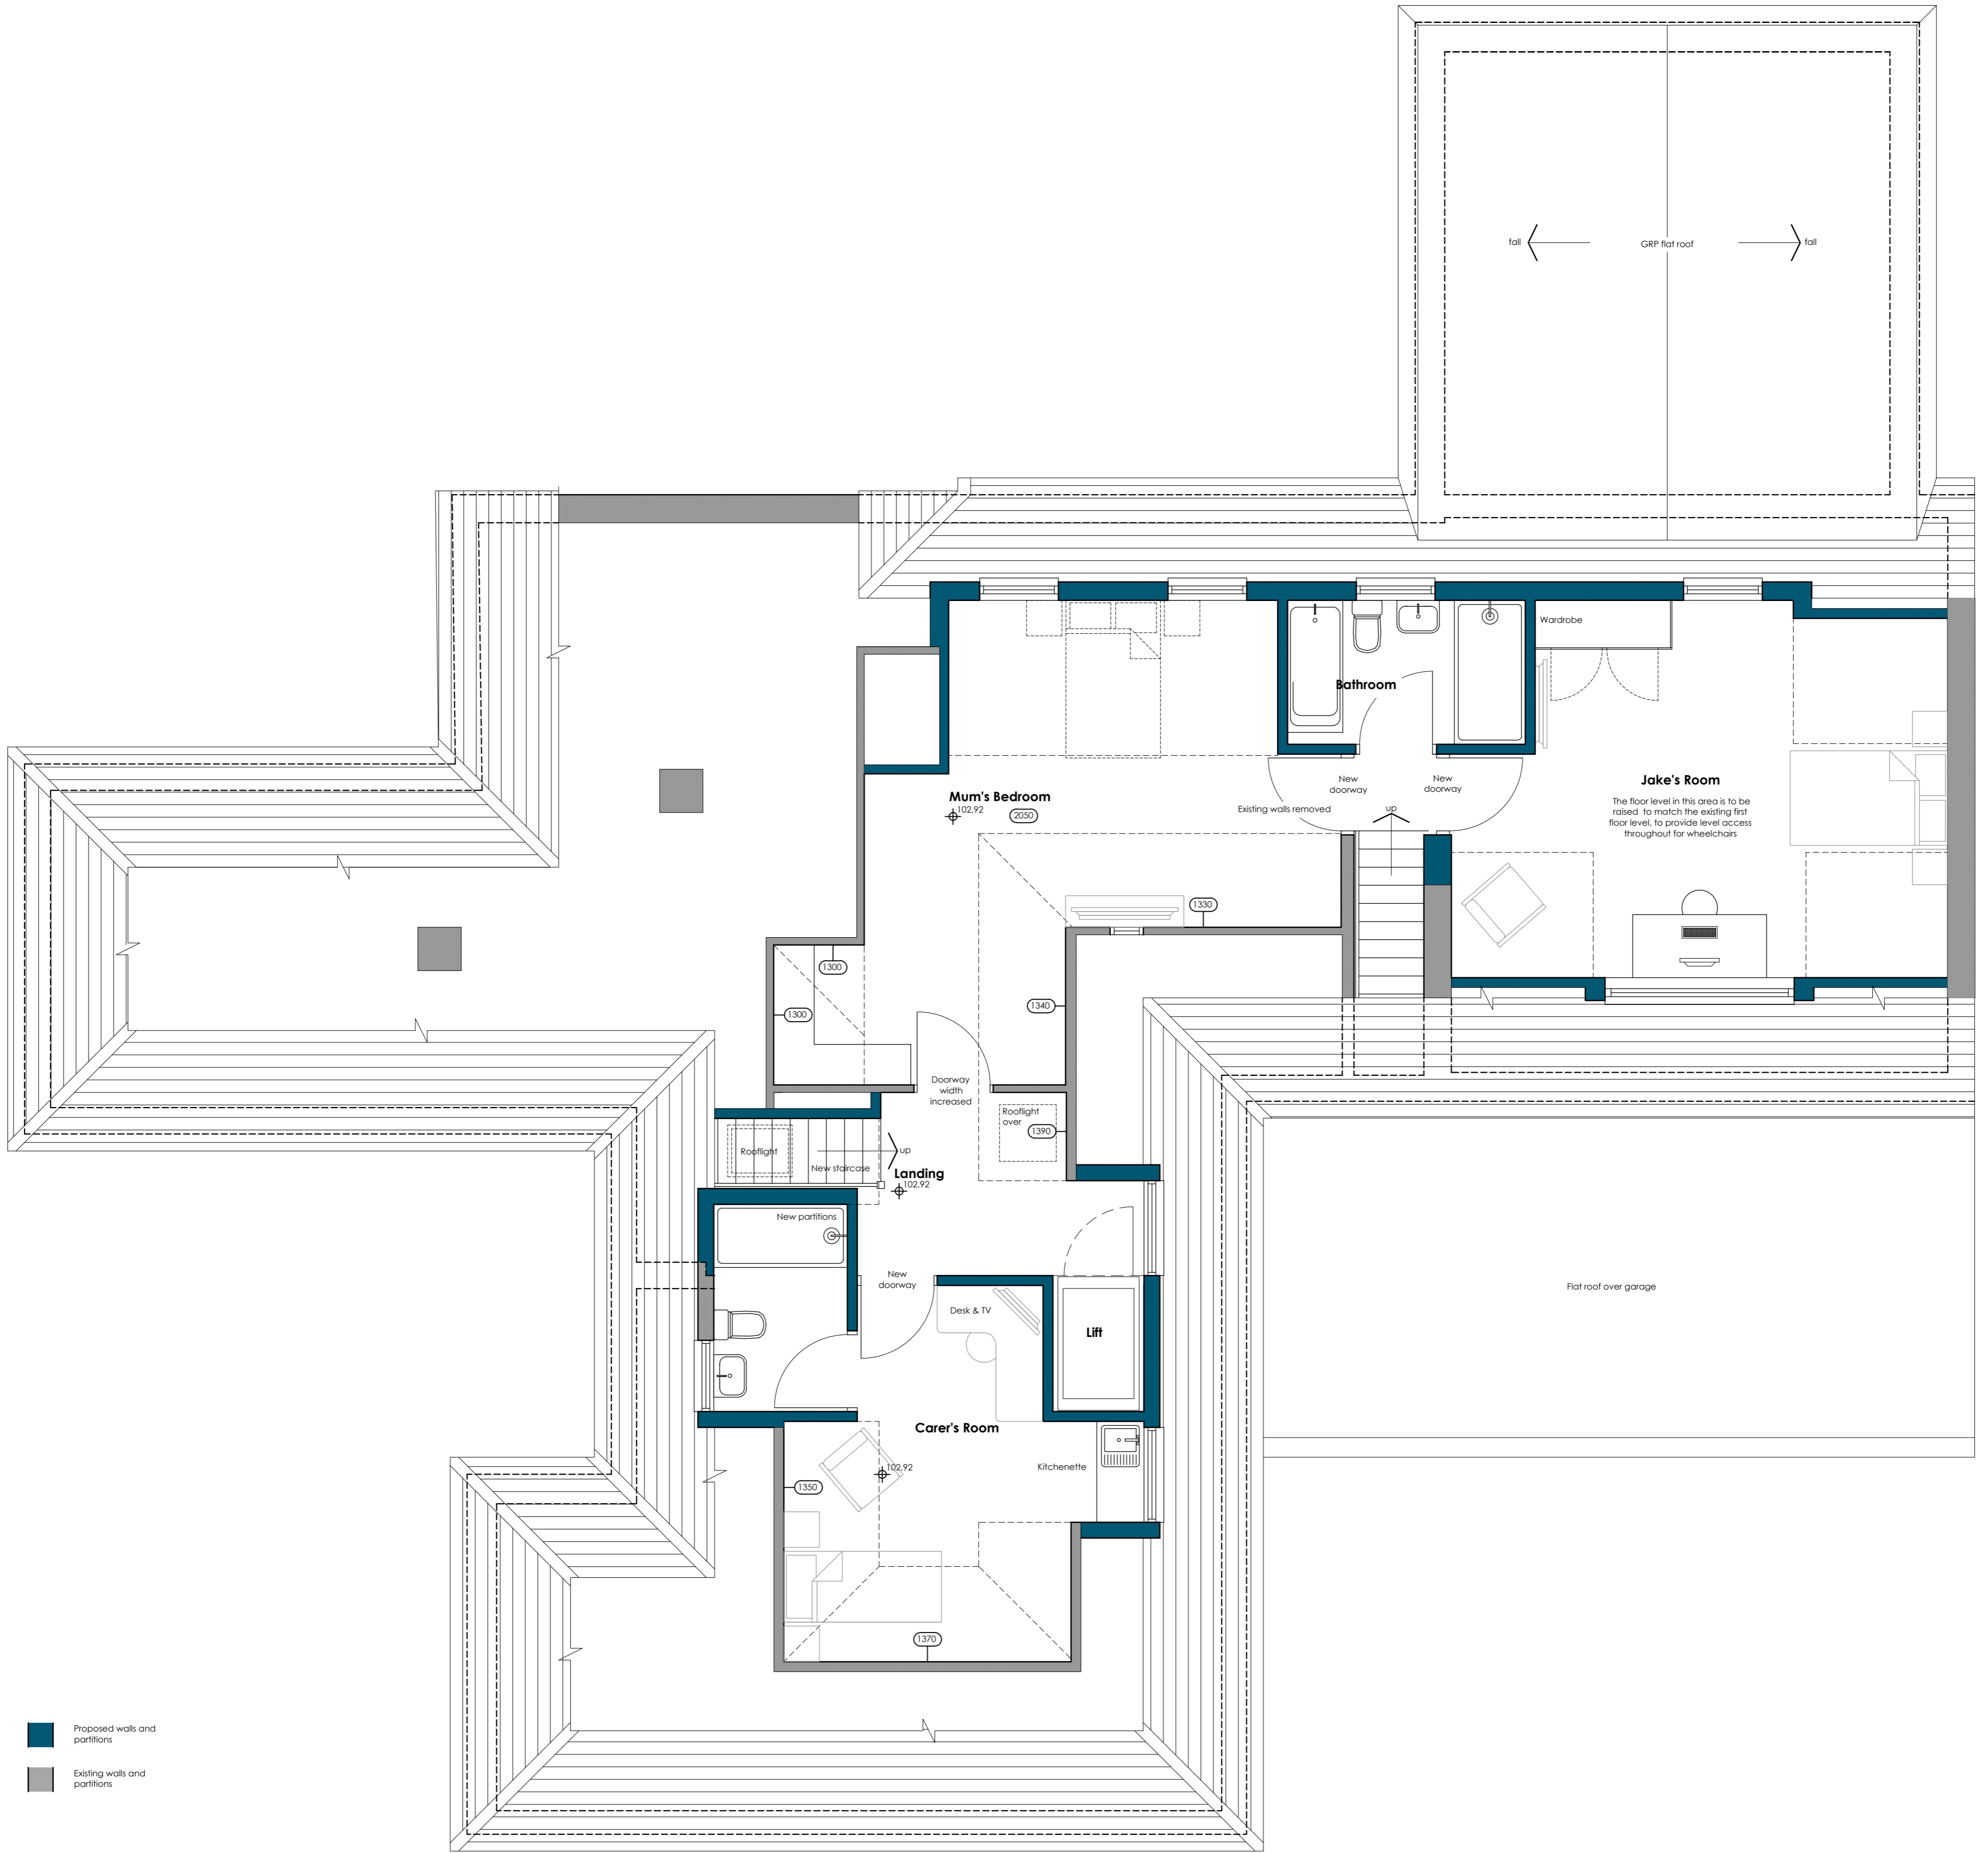 fall
GRP flat roof
fall
Wardrobe
Bathroom
Jake's Room
The floor level in this area is to be
raised to match the existing first
floor level, to provide level access
throughout for wheelchairs
New
doorway
New
doorway
Mum's Bedroom
102.92
2050
Existing walls removed
up
1330
1300
1340
1300
Doorway
width
increased
Rooflight
over
1390
Rooflight
up
New staircase
Landing
102.92
New partitions
New
doorway
Desk & TV
Lift
Flat roof over garage
Carer's Room
102.92
Kitchenette
1350
1370
Proposed walls and
partitions
Existing walls and
partitions